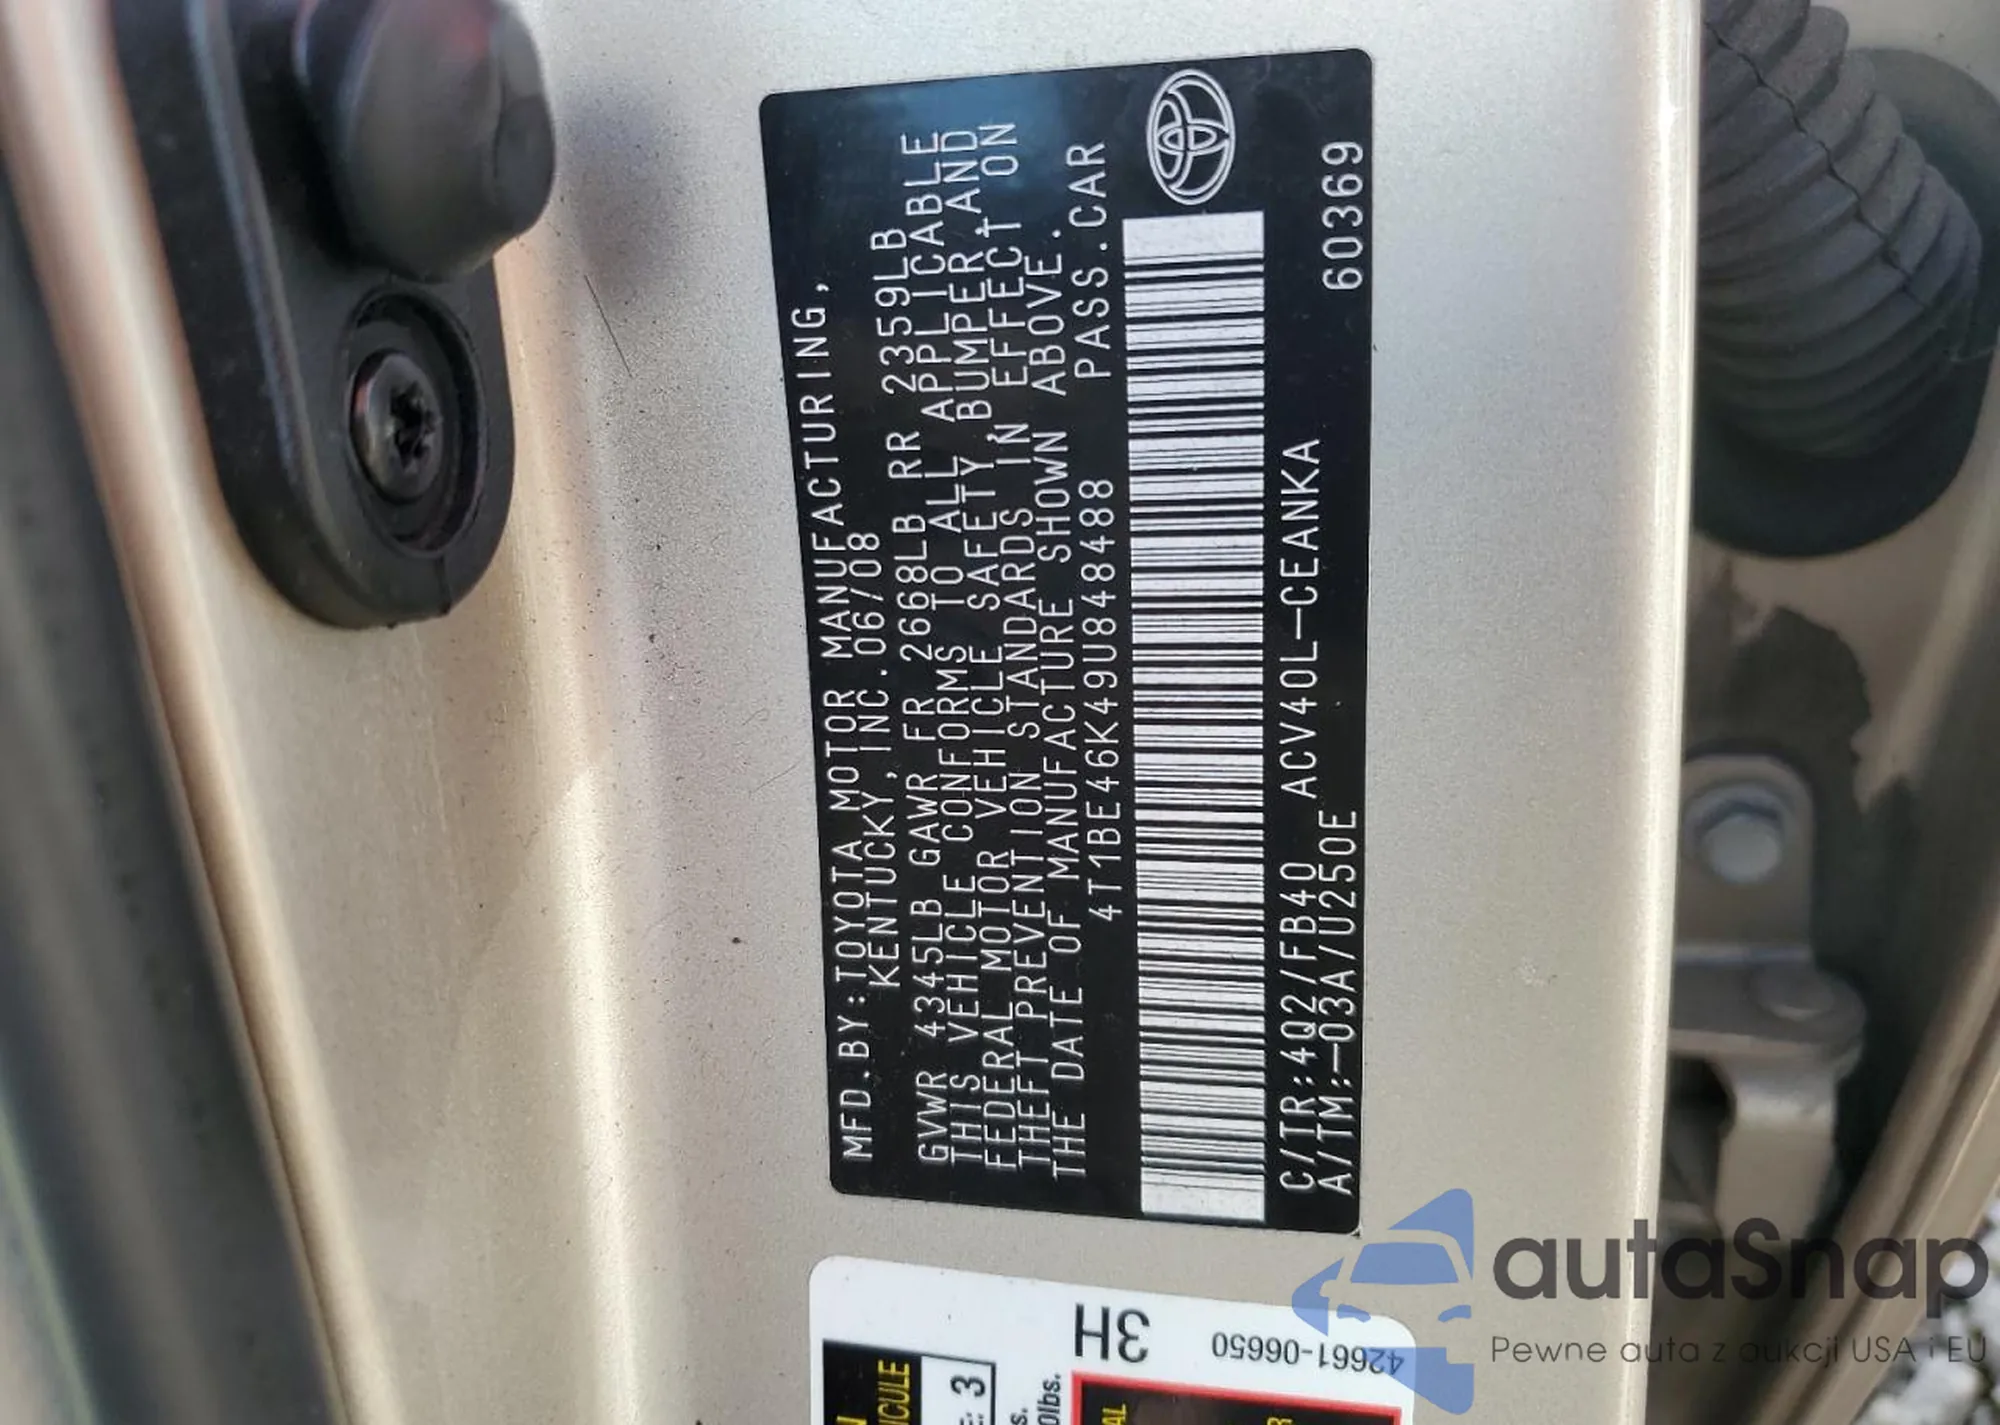 MFD.BY:TOYOTA MOTOR MANUFACTURING,
KENTUCKY,INC.06/08
GVWR 4345LB GAWR FR 2668LB RR 2359LB
THIS VEHICLE CONFORMS TO ALL APPLICABLE
FEDERAL MOTOR VEHICLE SAFETY,BUMPER,AND
THEFT PREVENTION STANDARDS IN EFFECT ON
THE DATE OF MANUFACTURE SHOWN ABOVE.
4T1BE46K49U848488 PASS.CAR
C/TR:4Q2/FB40 ACV40L-CEANKA
A/TM:-03A/U250E 60369
3H
42661-06650
3
autaSnap
Pewne auta z aukcji USA i EU